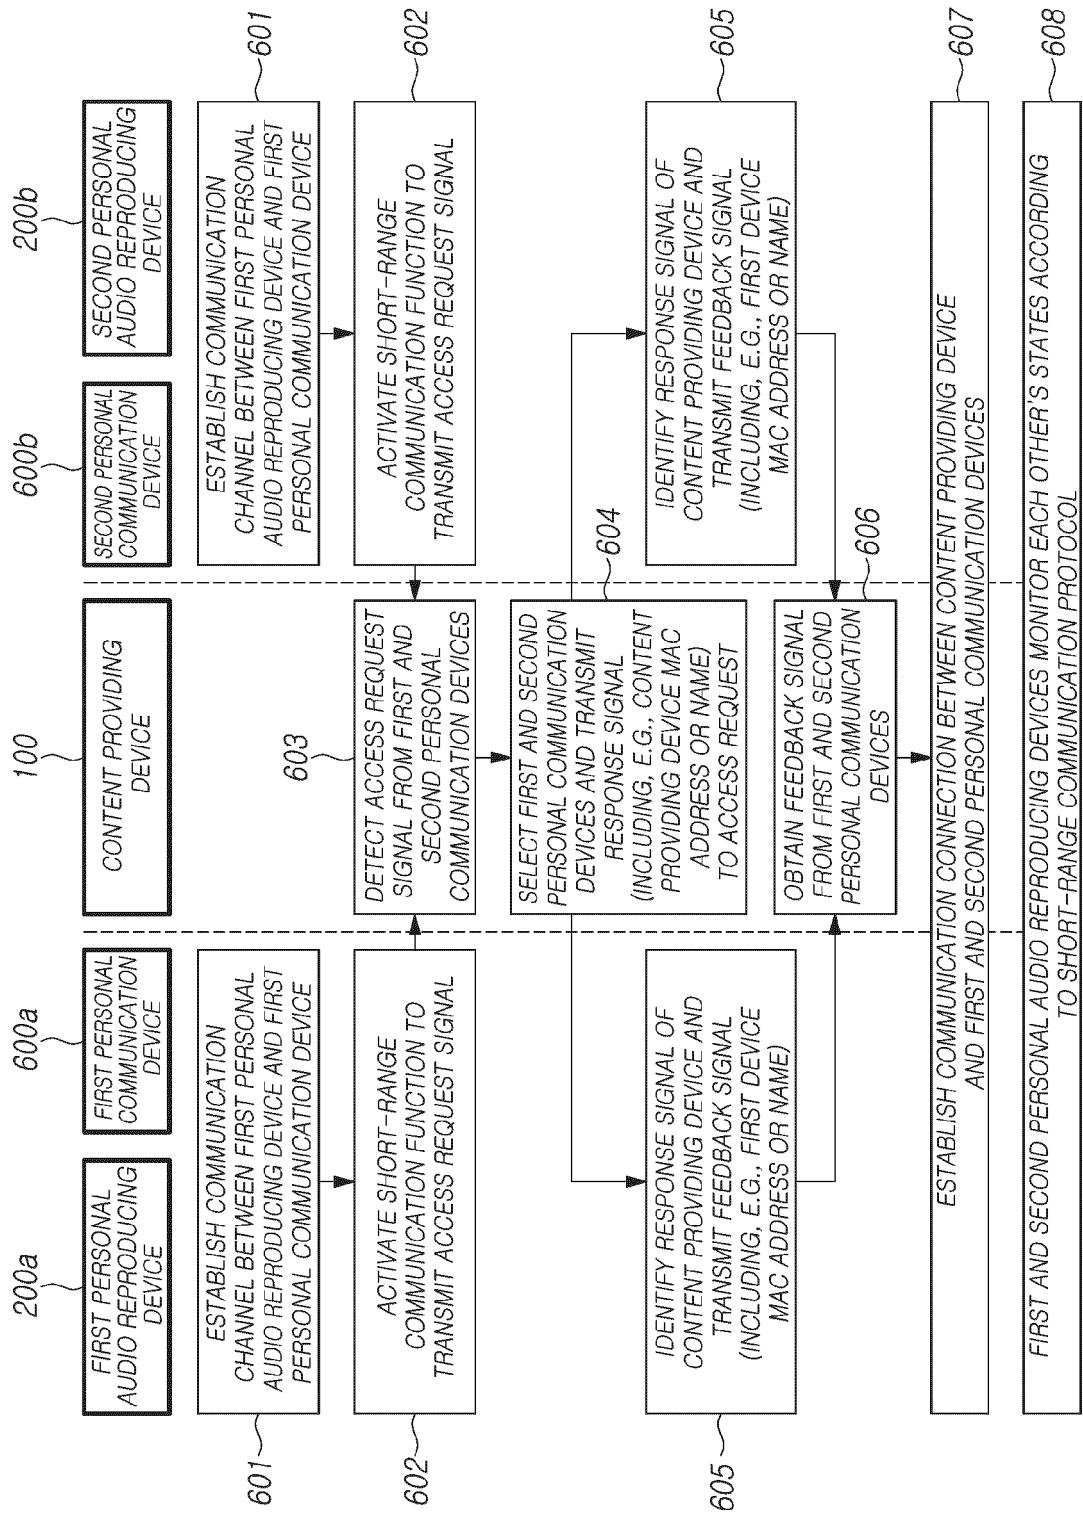 200a
600a
100
600b
200b
FIRST PERSONAL
AUDIO REPRODUCING
DEVICE
FIRST PERSONAL
COMMUNICATION
DEVICE
CONTENT PROVIDING
DEVICE
SECOND PERSONAL
COMMUNICATION
DEVICE
SECOND PERSONAL
AUDIO REPRODUCING
DEVICE
601
ESTABLISH COMMUNICATION
CHANNEL BETWEEN FIRST PERSONAL
AUDIO REPRODUCING DEVICE AND FIRST
PERSONAL COMMUNICATION DEVICE
ESTABLISH COMMUNICATION
CHANNEL BETWEEN FIRST PERSONAL
AUDIO REPRODUCING DEVICE AND FIRST
PERSONAL COMMUNICATION DEVICE
601
602
ACTIVATE SHORT-RANGE
COMMUNICATION FUNCTION TO
TRANSMIT ACCESS REQUEST SIGNAL
603
DETECT ACCESS REQUEST
SIGNAL FROM FIRST AND
SECOND PERSONAL
COMMUNICATION DEVICES
ACTIVATE SHORT-RANGE
COMMUNICATION FUNCTION TO
TRANSMIT ACCESS REQUEST SIGNAL
602
SELECT FIRST AND SECOND
PERSONAL COMMUNICATION
DEVICES AND TRANSMIT
RESPONSE SIGNAL
(INCLUDING, E.G., CONTENT
PROVIDING DEVICE MAC
ADDRESS OR NAME)
TO ACCESS REQUEST
604
605
IDENTIFY RESPONSE SIGNAL OF
CONTENT PROVIDING DEVICE AND
TRANSMIT FEEDBACK SIGNAL
(INCLUDING, E.G., FIRST DEVICE
MAC ADDRESS OR NAME)
IDENTIFY RESPONSE SIGNAL OF
CONTENT PROVIDING DEVICE AND
TRANSMIT FEEDBACK SIGNAL
(INCLUDING, E.G., FIRST DEVICE
MAC ADDRESS OR NAME)
605
OBTAIN FEEDBACK SIGNAL
FROM FIRST AND SECOND
PERSONAL COMMUNICATION
DEVICES
606
ESTABLISH COMMUNICATION CONNECTION BETWEEN CONTENT PROVIDING DEVICE
AND FIRST AND SECOND PERSONAL COMMUNICATION DEVICES
607
FIRST AND SECOND PERSONAL AUDIO REPRODUCING DEVICES MONITOR EACH OTHER'S STATES ACCORDING
TO SHORT-RANGE COMMUNICATION PROTOCOL
608